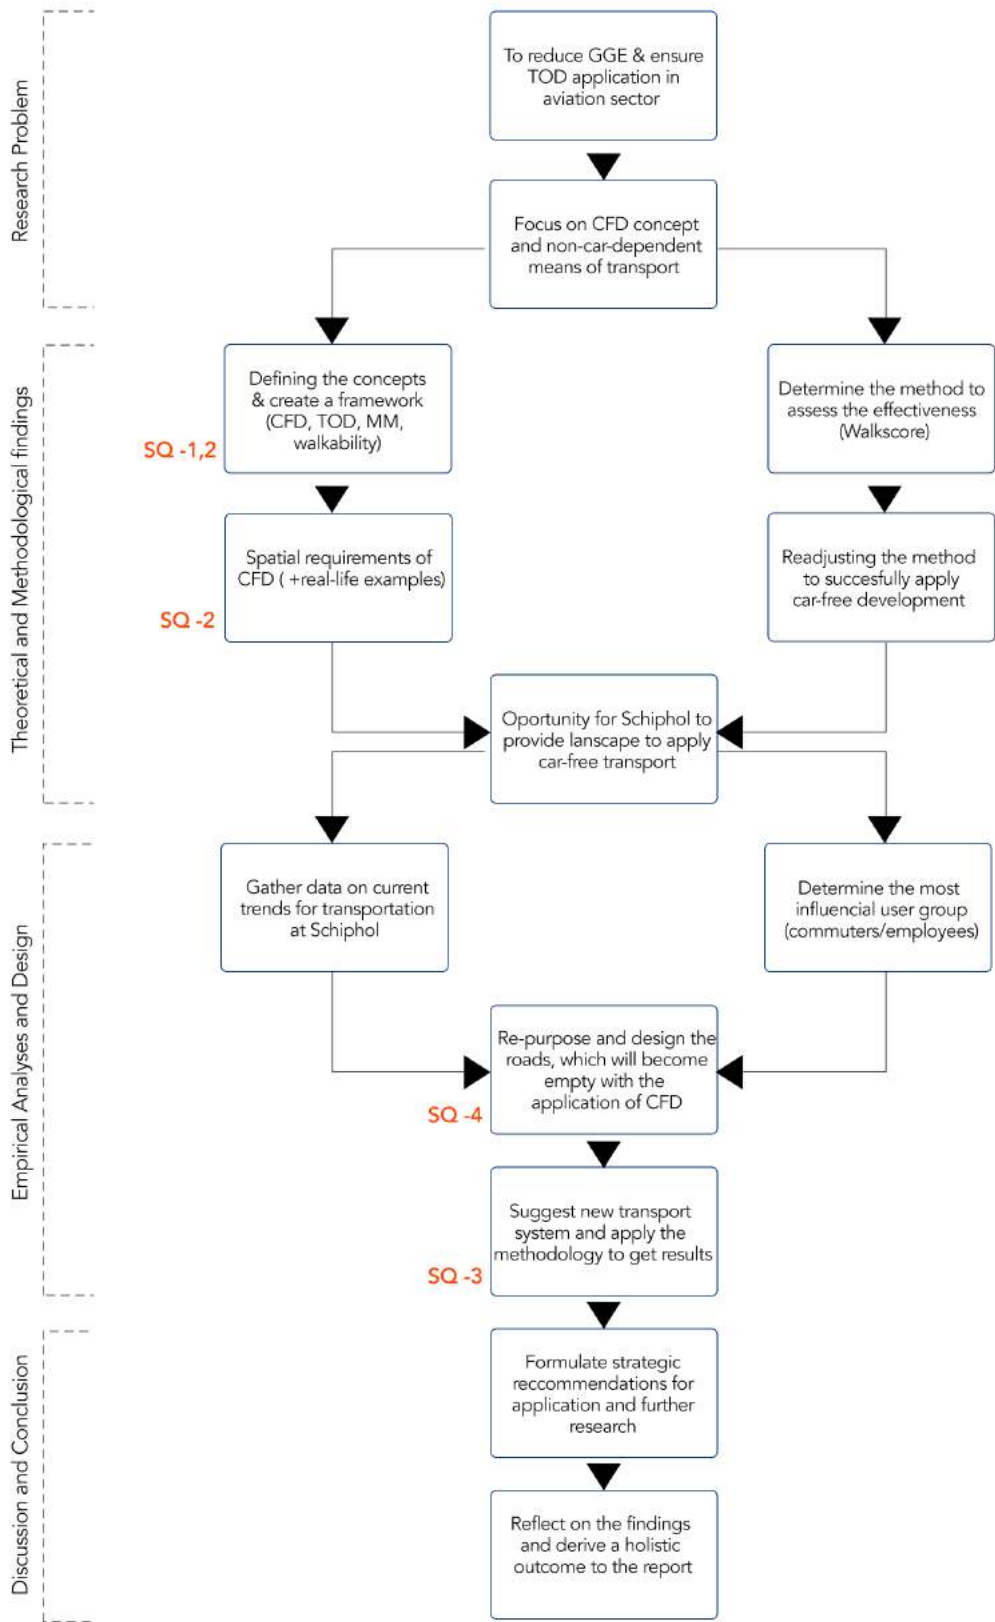 Research Problem
To reduce GGE & ensure
TOD application in
aviation sector
Focus on CFD concept
and non-car-dependent
means of transport
Theoretical and Methodological findings
Defining the concepts
& create a framework
(CFD, TOD, MM,
walkability)
SQ -1,2
Determine the method to
assess the effectiveness
(Walkscore)
Spatial requirements of
CFD ( +real-life examples)
SQ -2
Readjusting the method
to succesfully apply
car-free development
Oportunity for Schiphol to
provide lanscape to apply
car-free transport
Empirical Analyses and Design
Gather data on current
trends for transportation
at Schiphol
Determine the most
influencial user group
(commuters/employees)
Re-purpose and design the
roads, which will become
empty with the
application of CFD
SQ -4
Suggest new transport
system and apply the
methodology to get results
SQ -3
Discussion and Conclusion
Formulate strategic
reccommendations for
application and further
research
Reflect on the findings
and derive a holistic
outcome to the report